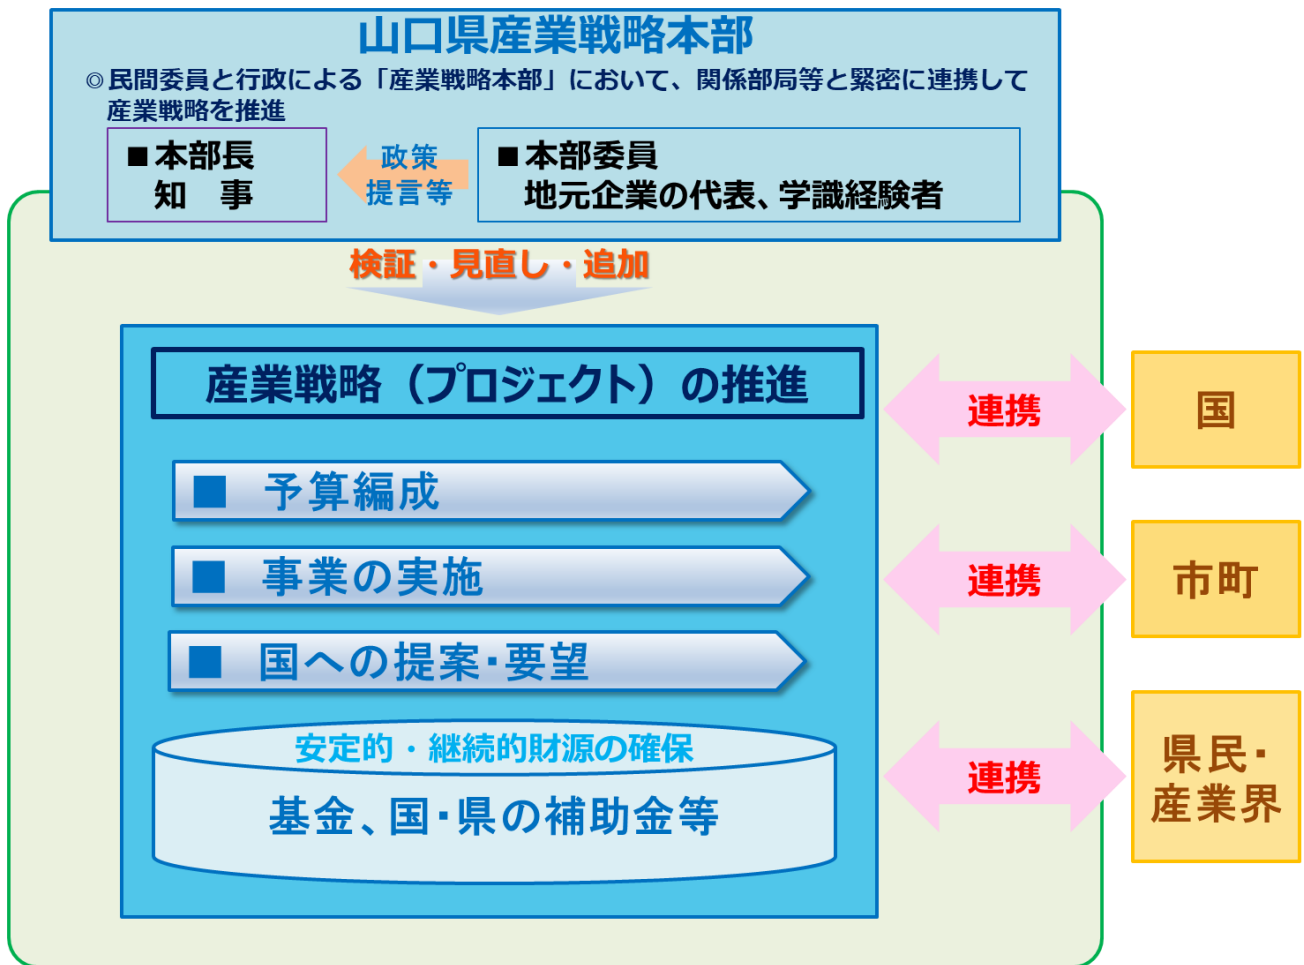 山口県産業戦略本部
◎民間委員と行政による「産業戦略本部」において、関係部局等と緊密に連携して
産業戦略を推進
■本部長
知　事
政策
提言等
■本部委員
地元企業の代表、学識経験者
検証・見直し・追加
産業戦略（プロジェクト）の推進
■　予算編成
■　事業の実施
■　国への提案・要望
安定的・継続的財源の確保
基金、国・県の補助金等
連携
国
連携
市町
連携
県民・
産業界